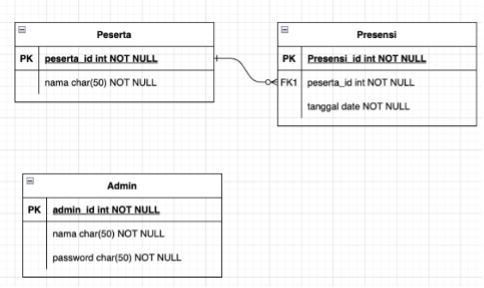 Peserta
PK peserta_id int NOT NULL
nama char(50) NOT NULL
Presensi
PK Presensi_id int NOT NULL
FK1 peserta_id int NOT NULL
tanggal date NOT NULL
Admin
PK admin_id int NOT NULL
nama char(50) NOT NULL
password char(50) NOT NULL